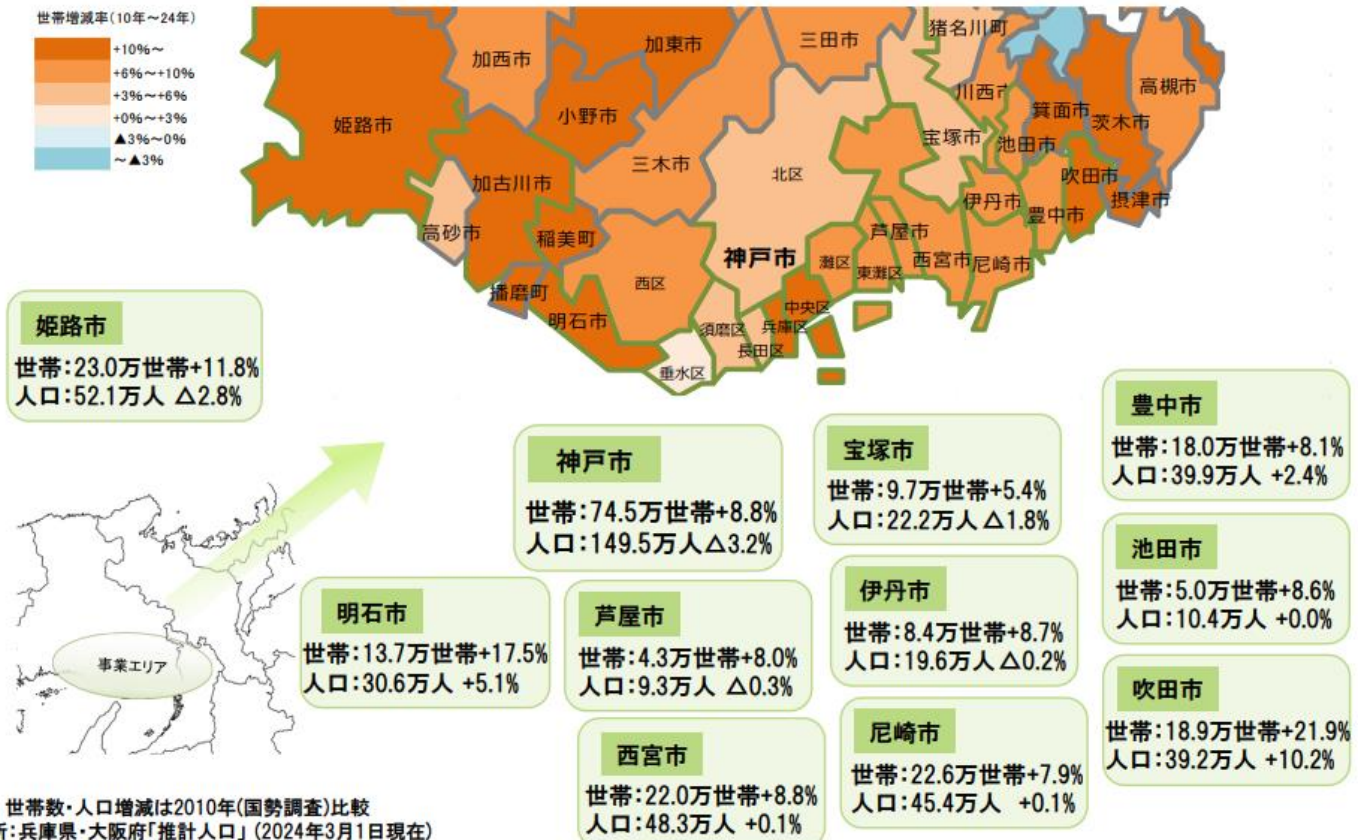 世帯増減率(10年～24年)
+10%～
+6%～+10%
+3%～+6%
+0%～+3%
▲3%～0%
～▲3%
猪名川町
加西市
加東市
三田市
川西市
高槻市
小野市
箕面市
茨木市
姫路市
宝塚市
池田市
三木市
北区
吹田市
加古川市
伊丹市
摂津市
豊中市
高砂市
稲美町
芦屋市
神戸市
灘区
東灘区
西宮市
尼崎市
西区
播磨町
明石市
中央区
須磨区
兵庫区
長田区
垂水区
姫路市
世帯:23.0万世帯+11.8%
人口:52.1万人 △2.8%
神戸市
世帯:74.5万世帯+8.8%
人口:149.5万人△3.2%
宝塚市
世帯:9.7万世帯+5.4%
人口:22.2万人△1.8%
豊中市
世帯:18.0万世帯+8.1%
人口:39.9万人 +2.4%
池田市
世帯:5.0万世帯+8.6%
人口:10.4万人 +0.0%
事業エリア
明石市
世帯:13.7万世帯+17.5%
人口:30.6万人 +5.1%
芦屋市
世帯:4.3万世帯+8.0%
人口:9.3万人 △0.3%
伊丹市
世帯:8.4万世帯+8.7%
人口:19.6万人△0.2%
吹田市
世帯:18.9万世帯+21.9%
人口:39.2万人 +10.2%
西宮市
世帯:22.0万世帯+8.8%
人口:48.3万人 +0.1%
尼崎市
世帯:22.6万世帯+7.9%
人口:45.4万人 +0.1%
世帯数・人口増減は2010年(国勢調査)比較
:兵庫県・大阪府「推計人口」(2024年3月1日現在)